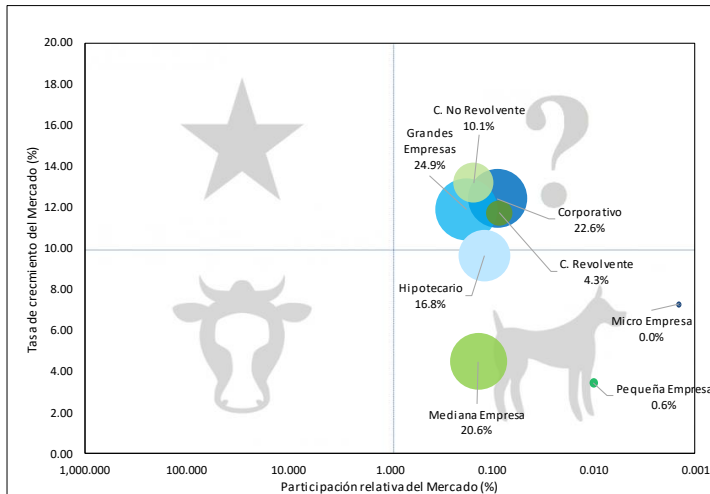 20.00
18.00
16.00
14.00
12.00
10.00
8.00
6.00
4.00
2.00
0.00
Tasa de crecmiento del Mercado (%)
C. No Revolvente
10.1%
Grandes
Empresas
24.9%
Corporativo
22.6%
C. Revolvente
4.3%
Hipotecario
16.8%
Micro Empresa
0.0%
Pequeña Empresa
0.6%
Mediana Empresa
20.6%
1,000.000 100.000 10.000 1.000 0.100 0.010 0.001
Participación relativa del Mercado (%)